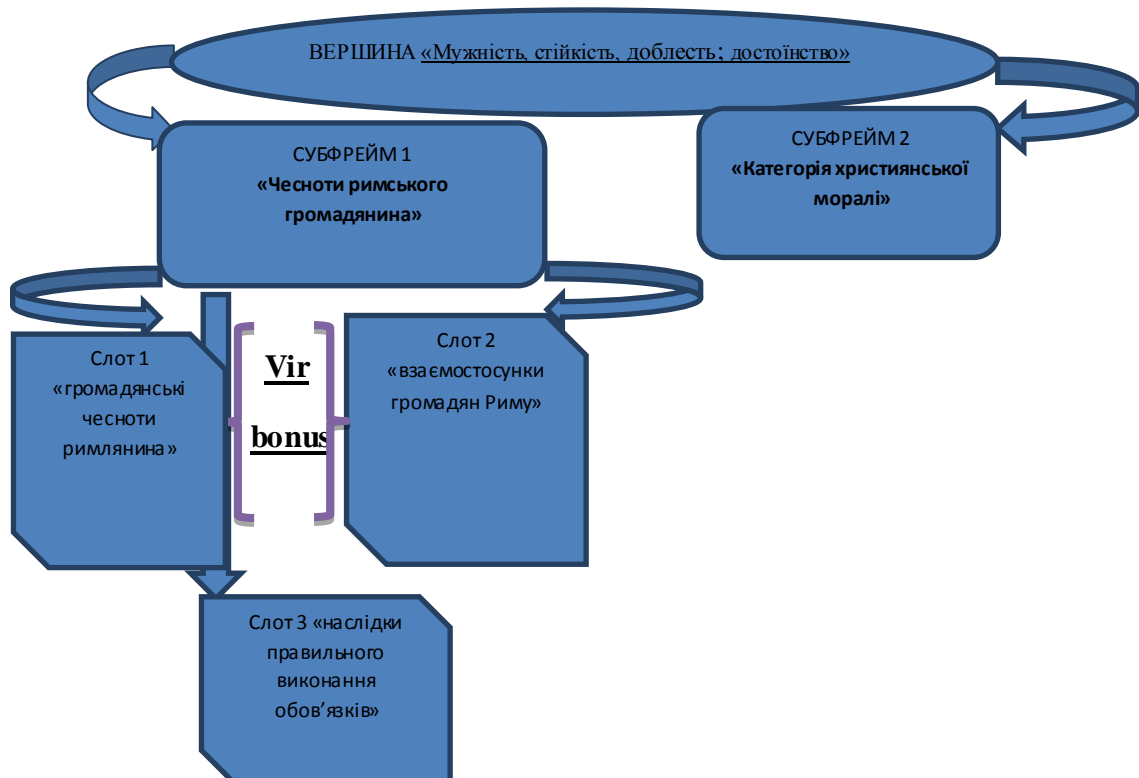 ВЕРШИНА «Мужність, стійкість, доблесть; достоїнство»
СУБФРЕЙМ 1
«Чесноти римського
громадянина»
СУБФРЕЙМ 2
«Категорія християнської
моралі»
Слот 1
«громадянські
чесноти
римлянина»
Vir
bonus
Слот 2
«взаємостосунки
громадян Риму»
Слот 3 «наслідки
правильного
виконання
обов’язків»